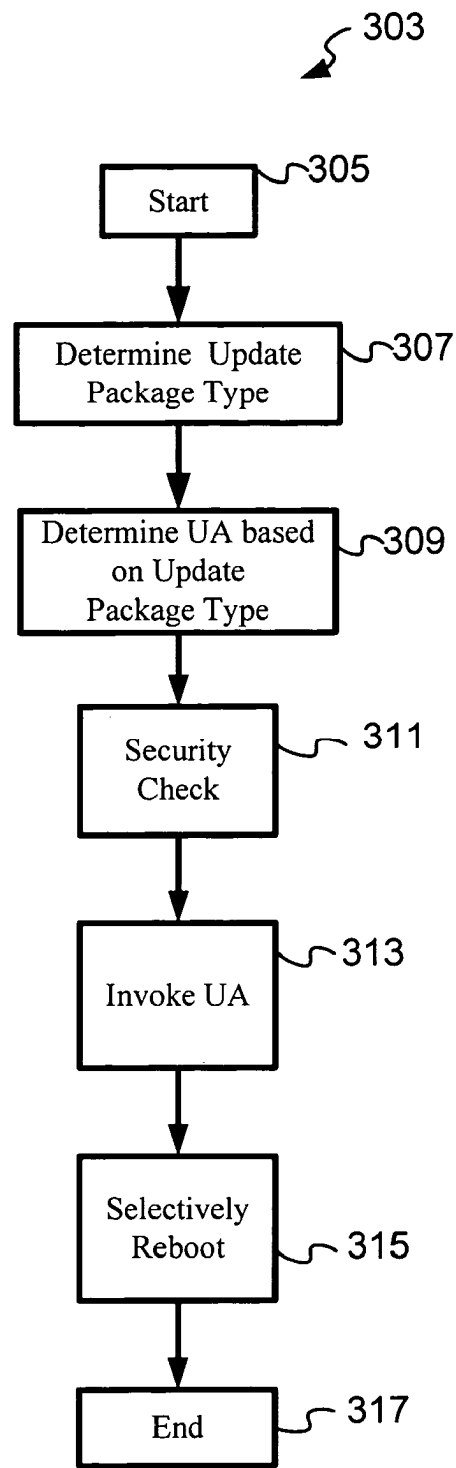 303
Start
305
Determine Update
Package Type
307
Determine UA based
on Update
Package Type
309
Security
Check
311
Invoke UA
313
Selectively
Reboot
315
End
317